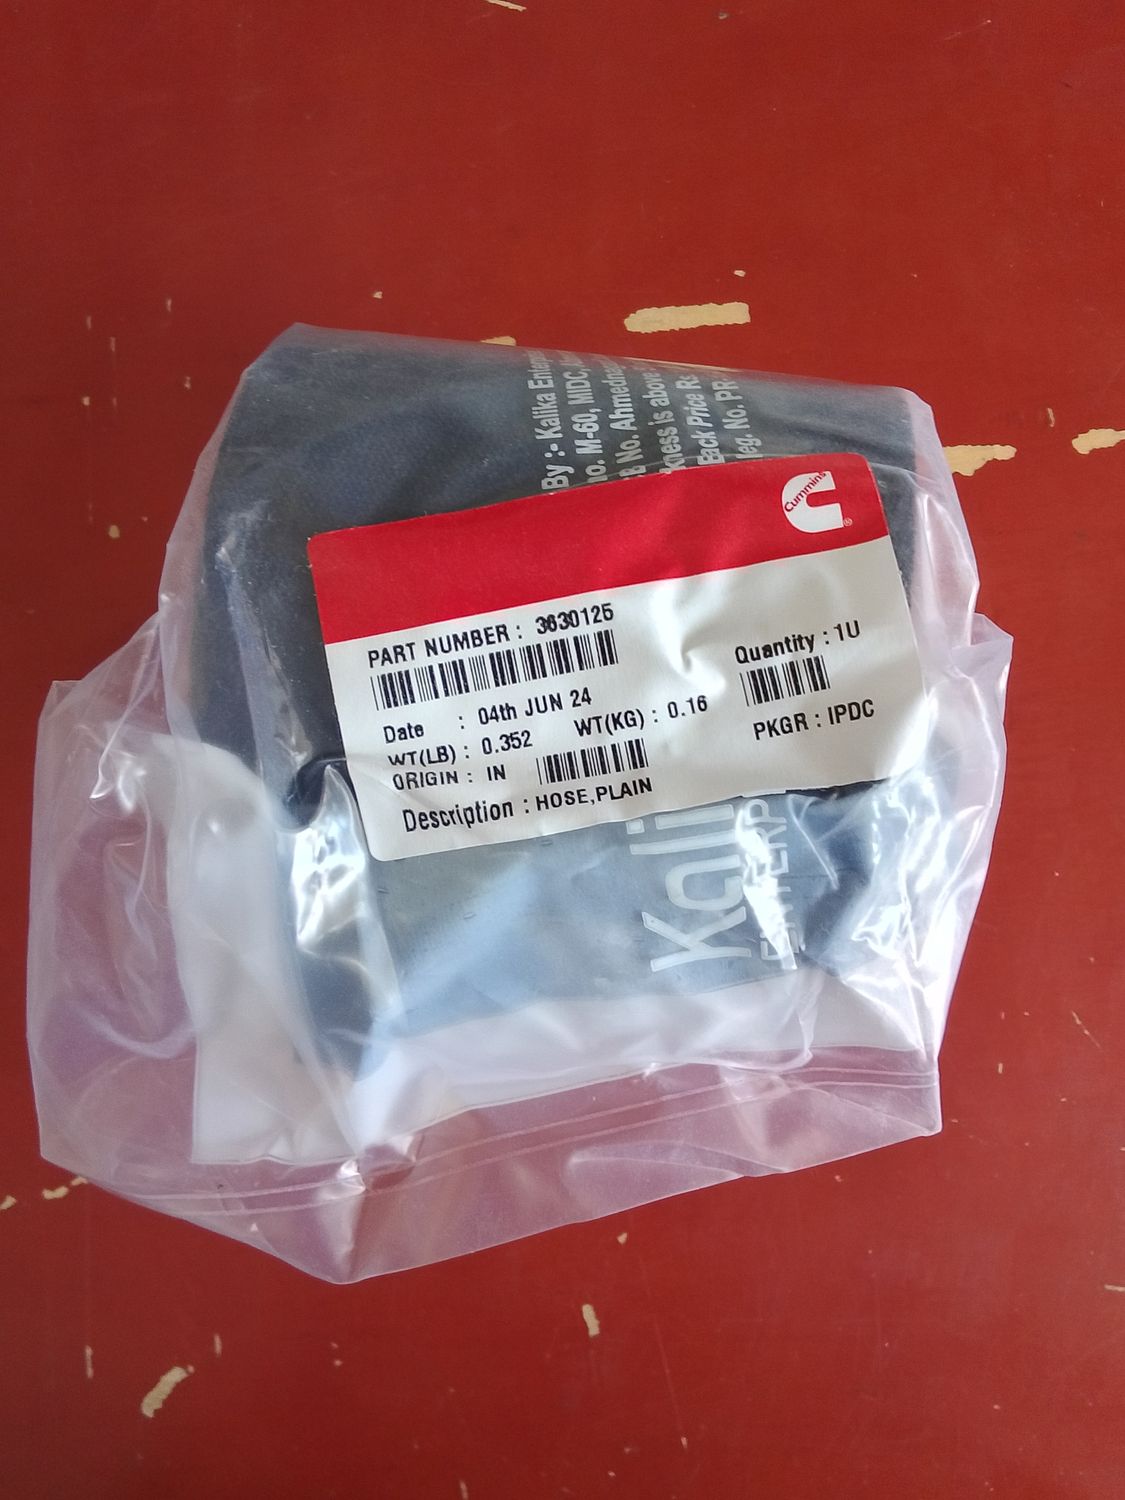 By :- Kalika
no. M-60, MIDC,
No. Ahmednagar
kness is above
Back Price Re
Reg. No. PR
Cummins
®
PART NUMBER : 3630125
Quantity : 1U
Date : 04th JUN 24
WT(LB) : 0.352 WT(KG) : 0.16
PKGR : IPDC
ORIGIN : IN
Description : HOSE,PLAIN
Kali
ENTERP